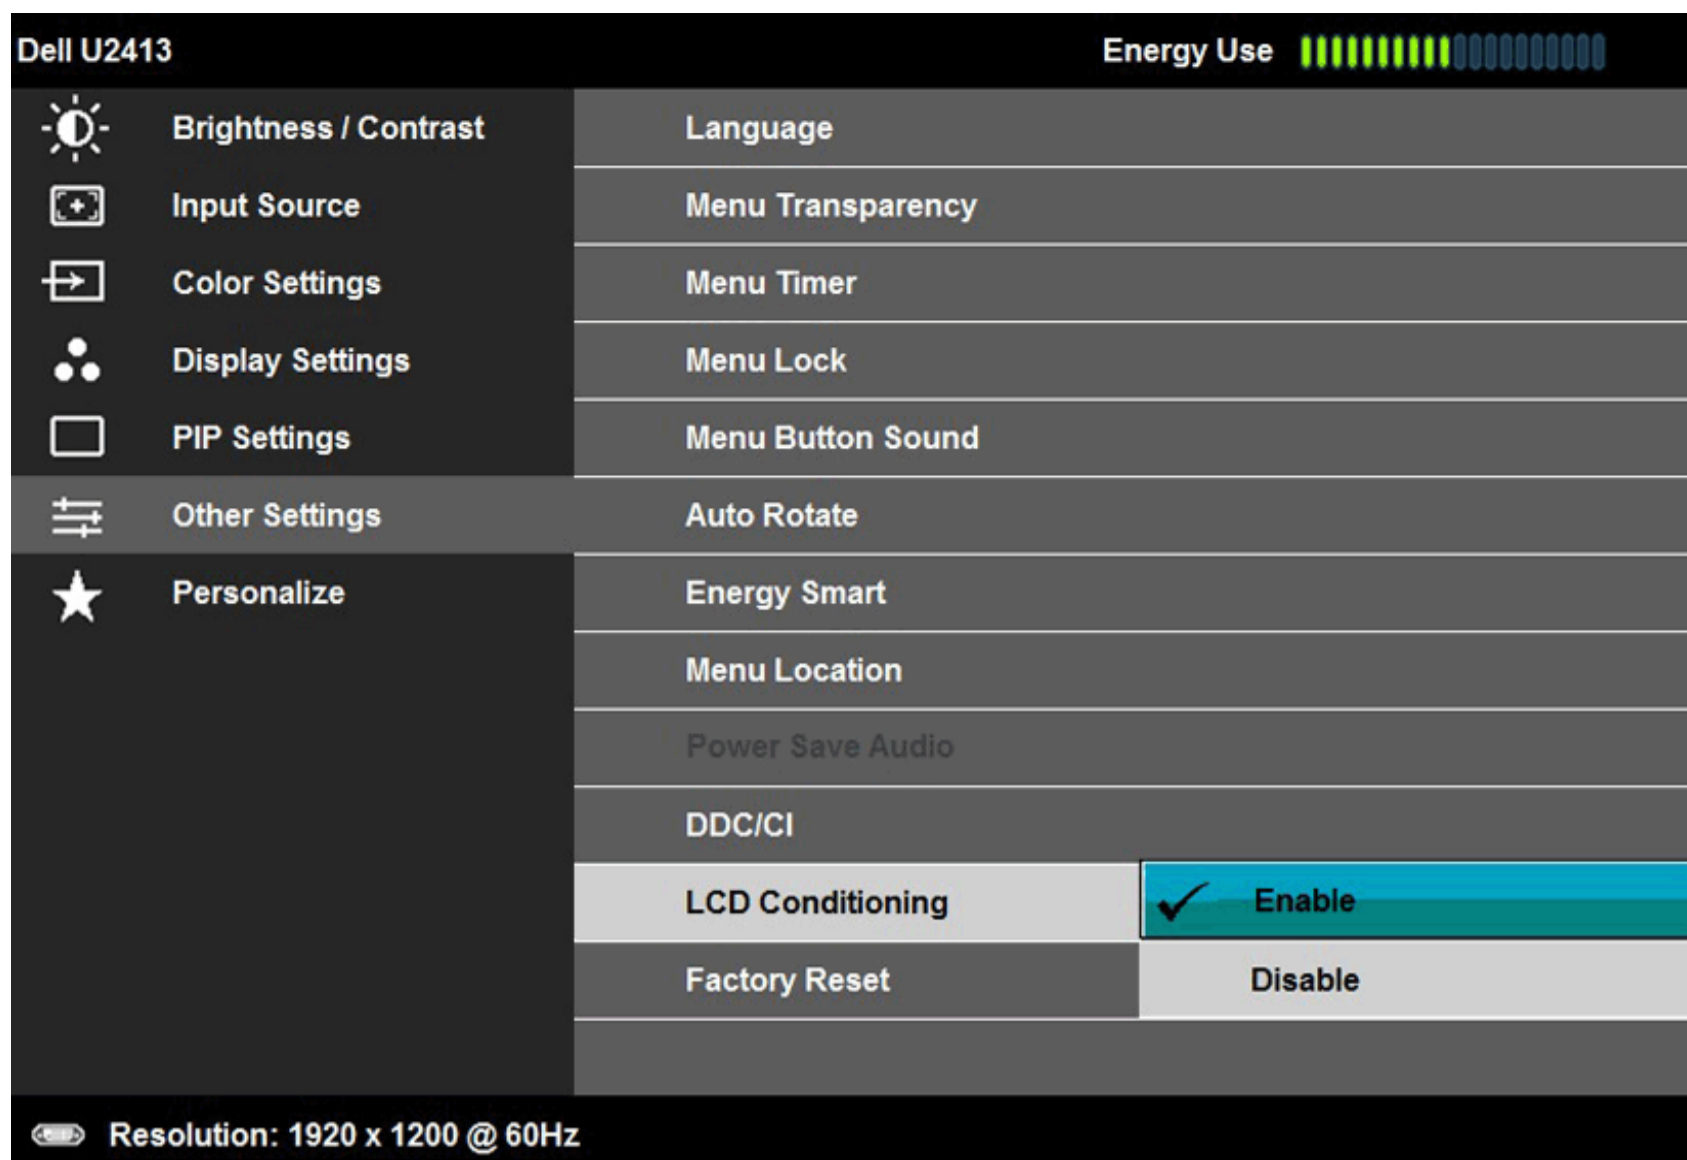 Dell U2413
Energy Use
Brightness / Contrast
Input Source
Color Settings
Display Settings
PIP Settings
Other Settings
Personalize
Language
Menu Transparency
Menu Timer
Menu Lock
Menu Button Sound
Auto Rotate
Energy Smart
Menu Location
Power Save Audio
DDC/CI
LCD Conditioning
Enable
Factory Reset
Disable
Resolution: 1920 x 1200 @ 60Hz